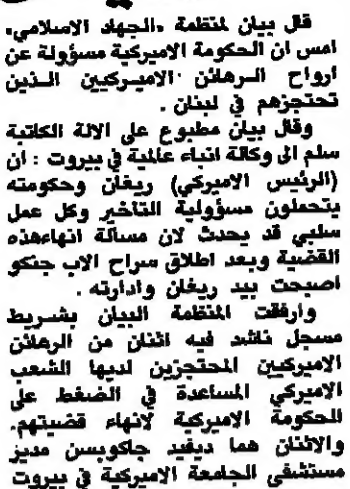 قال بيان لمنظمة «الجهاد الاسلامي»
امس ان الحكومة الاميركية مسؤولة عن
ارواح الـرهائن الاميـركيين الـذين
تحتجزهم في لبنان .
وقال بيان مطبوع على الالة الكاتبة
سلم الى وكالة انباء عالمية في بيروت : ان
(الرئيس الاميركي) ريغان وحكومته
يتحملون مسؤولية التأخير وكل عمل
سلبي قد يحدث لان مسألة انهاءهذه
القضية وبعد اطلاق سراح الاب جنكو
اصبحت بيد ريغان وادارته .
وارفقت المنظمة البيان بشـريط
مسجل ناشد فيه اثنان من الرهائن
الاميركيين المحتجزين لديها الشعب
الاميركي المساعدة في الضغط على
الحكومة الاميركية لانهاء قضيتهم.
والاثنان هما ديفيد جاكوبسن مدير
مستشفى الجامعة الاميركية في بيروت